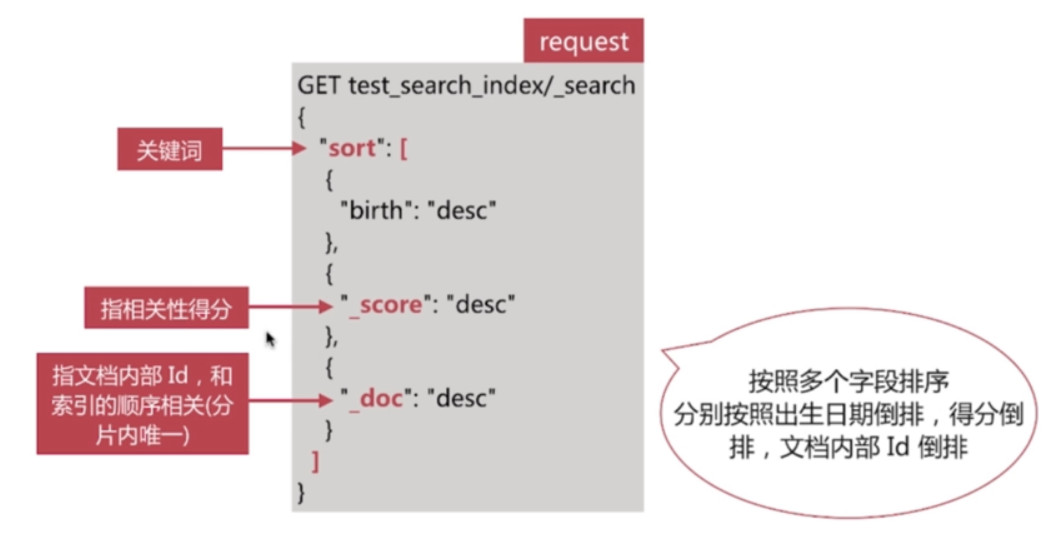 request
GET test_search_index/_search
{
关键词
"sort": [
{
"birth": "desc"
},
{
指相关性得分
"_score": "desc"
},
{
指文档内部 Id，和
索引的顺序相关(分
片内唯一)
"_doc": "desc"
}
]
}
按照多个字段排序
分别按照出生日期倒排，得分倒
排，文档内部 Id 倒排